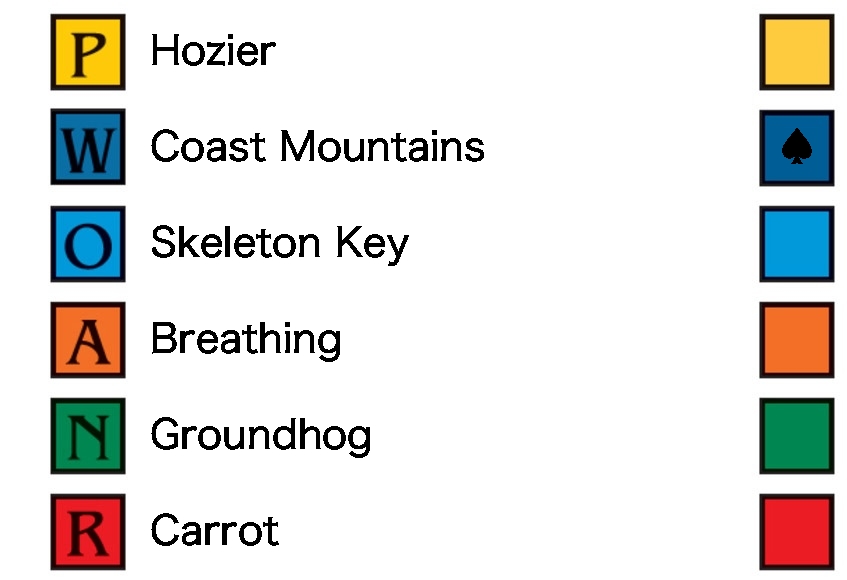 P Hozier
W Coast Mountains
O Skeleton Key
A Breathing
N Groundhog
R Carrot